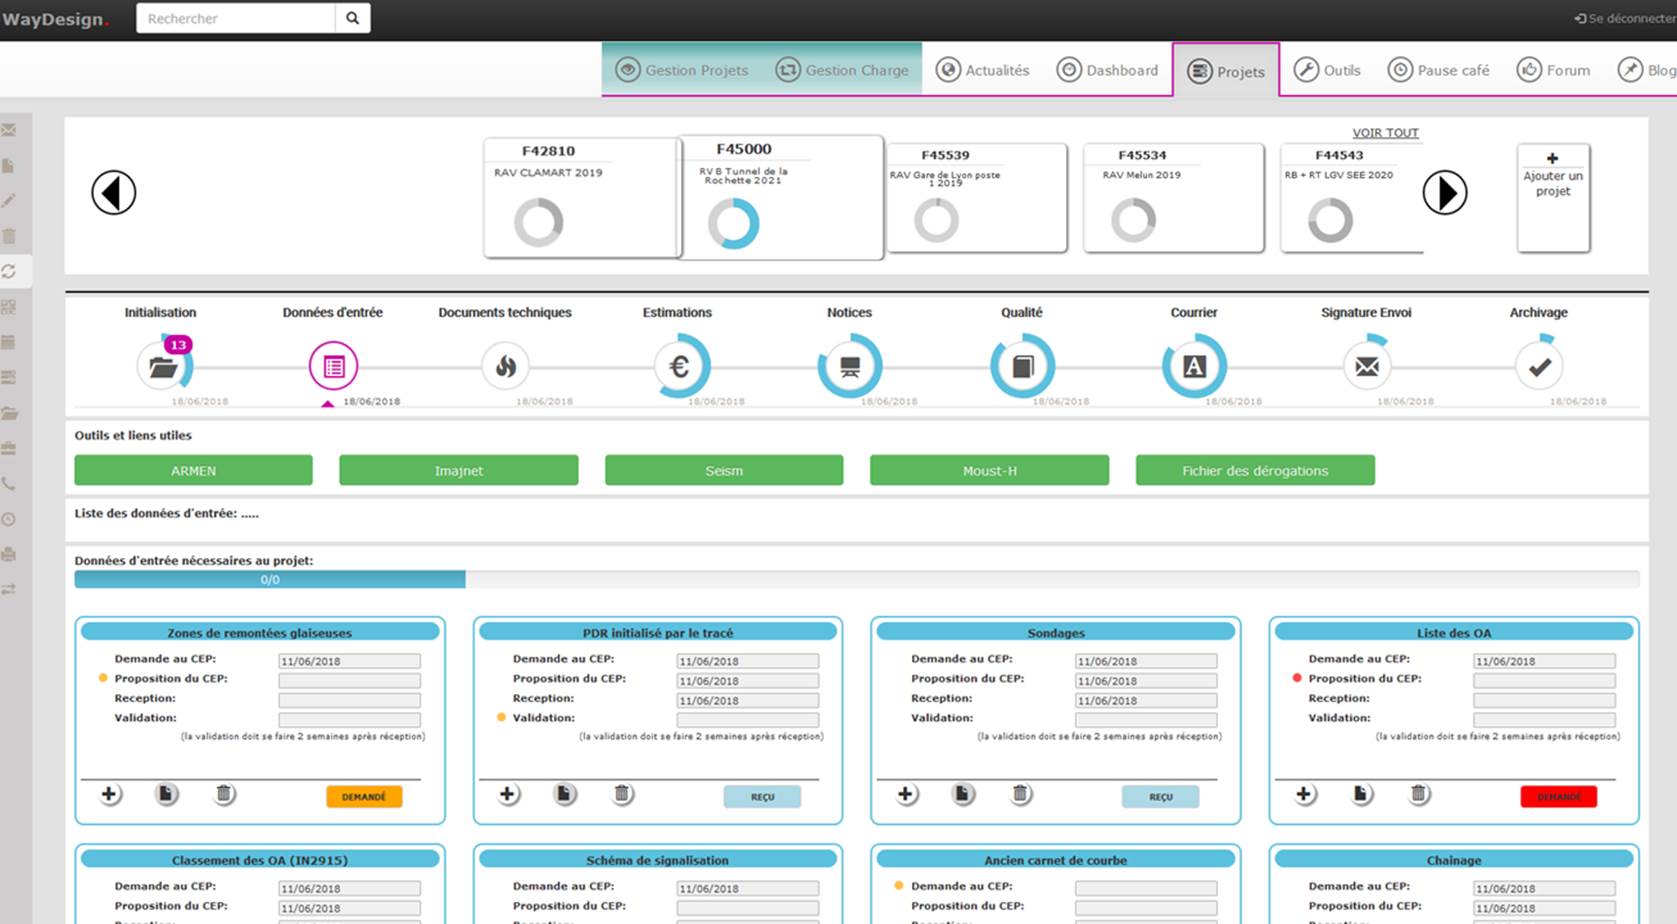 WayDesign.
Rechercher
Se déconnecter
Gestion Projets
Gestion Charge
Actualités
Dashboard
Projets
Outils
Pause café
Forum
Blog
VOIR TOUT
F42810
RAV CLAMART 2019
F45000
RV B Tunnel de la
Rochette 2021
F45539
RAV Gare de Lyon poste
1 2019
F45534
RAV Melun 2019
F44543
RB + RT LGV SEE 2020
Ajouter un
projet
Initialisation
Données d'entrée
Documents techniques
Estimations
Notices
Qualité
Courrier
Signature Envoi
Archivage
13
€
A
18/06/2018
18/06/2018
18/06/2018
18/06/2018
18/06/2018
18/06/2018
18/06/2018
18/06/2018
18/06/2018
Outils et liens utiles
ARMEN
Imajnet
Seism
Moust-H
Fichier des dérogations
Liste des données d'entrée: .....
Données d'entrée nécessaires au projet:
0/0
Zones de remontées glaiseuses
Demande au CEP: 11/06/2018
Proposition du CEP:
Reception:
Validation:
(la validation doit se faire 2 semaines après réception)
DEMANDÉ
PDR initialisé par le tracé
Demande au CEP: 11/06/2018
Proposition du CEP: 11/06/2018
Reception: 11/06/2018
Validation:
(la validation doit se faire 2 semaines après réception)
REÇU
Sondages
Demande au CEP: 11/06/2018
Proposition du CEP: 11/06/2018
Reception: 11/06/2018
Validation:
(la validation doit se faire 2 semaines après réception)
REÇU
Liste des OA
Demande au CEP: 11/06/2018
Proposition du CEP:
Reception:
Validation:
(la validation doit se faire 2 semaines après réception)
DEMANDÉ
Classement des OA (IN2915)
Demande au CEP: 11/06/2018
Proposition du CEP: 11/06/2018
Schéma de signalisation
Demande au CEP: 11/06/2018
Proposition du CEP:
Ancien carnet de courbe
Demande au CEP:
Proposition du CEP:
Chainage
Demande au CEP: 11/06/2018
Proposition du CEP: 11/06/2018